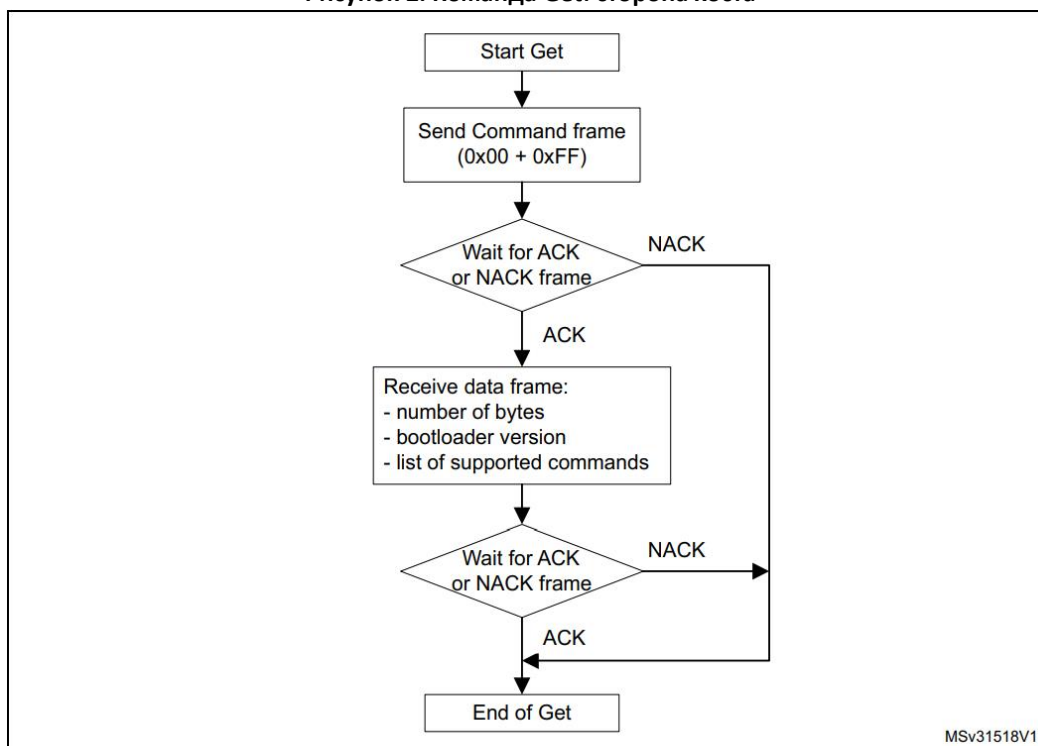 Start Get
Send Command frame
(0x00 + 0xFF)
Wait for ACK
or NACK frame
NACK
ACK
Receive data frame:
- number of bytes
- bootloader version
- list of supported commands
Wait for ACK
or NACK frame
NACK
ACK
End of Get
MSv31518V1